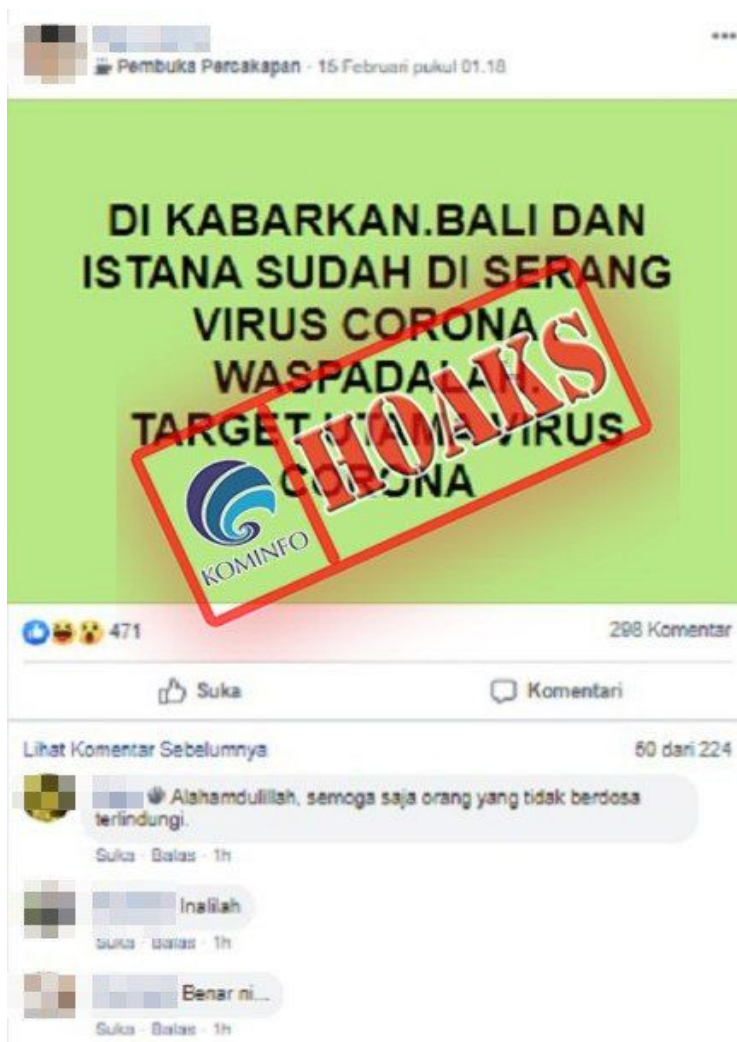 Pembuka Percakapan · 15 Februari pukul 01.18
DI KABARKAN.BALI DAN
ISTANA SUDAH DI SERANG
VIRUS CORONA
WASPADALAH.
TARGET UTAMA VIRUS
CORONA
HOAKS
KOMINFO
471
298 Komentar
Suka
Komentari
Lihat Komentar Sebelumnya
50 dari 224
Alahamdulillah, semoga saja orang yang tidak berdosa
terlindungi.
Suka · Balas · 1h
Inalilah
Suka · Balas · 1h
Benar ni...
Suka · Balas · 1h